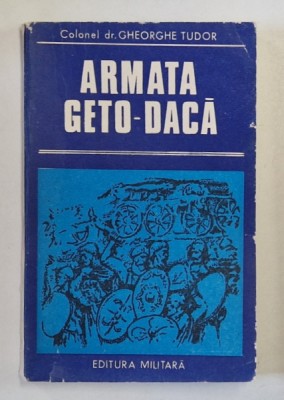 Colonel dr. GHEORGHE TUDOR
ARMATA
GETO-DACĂ
EDITURA MILITARĂ